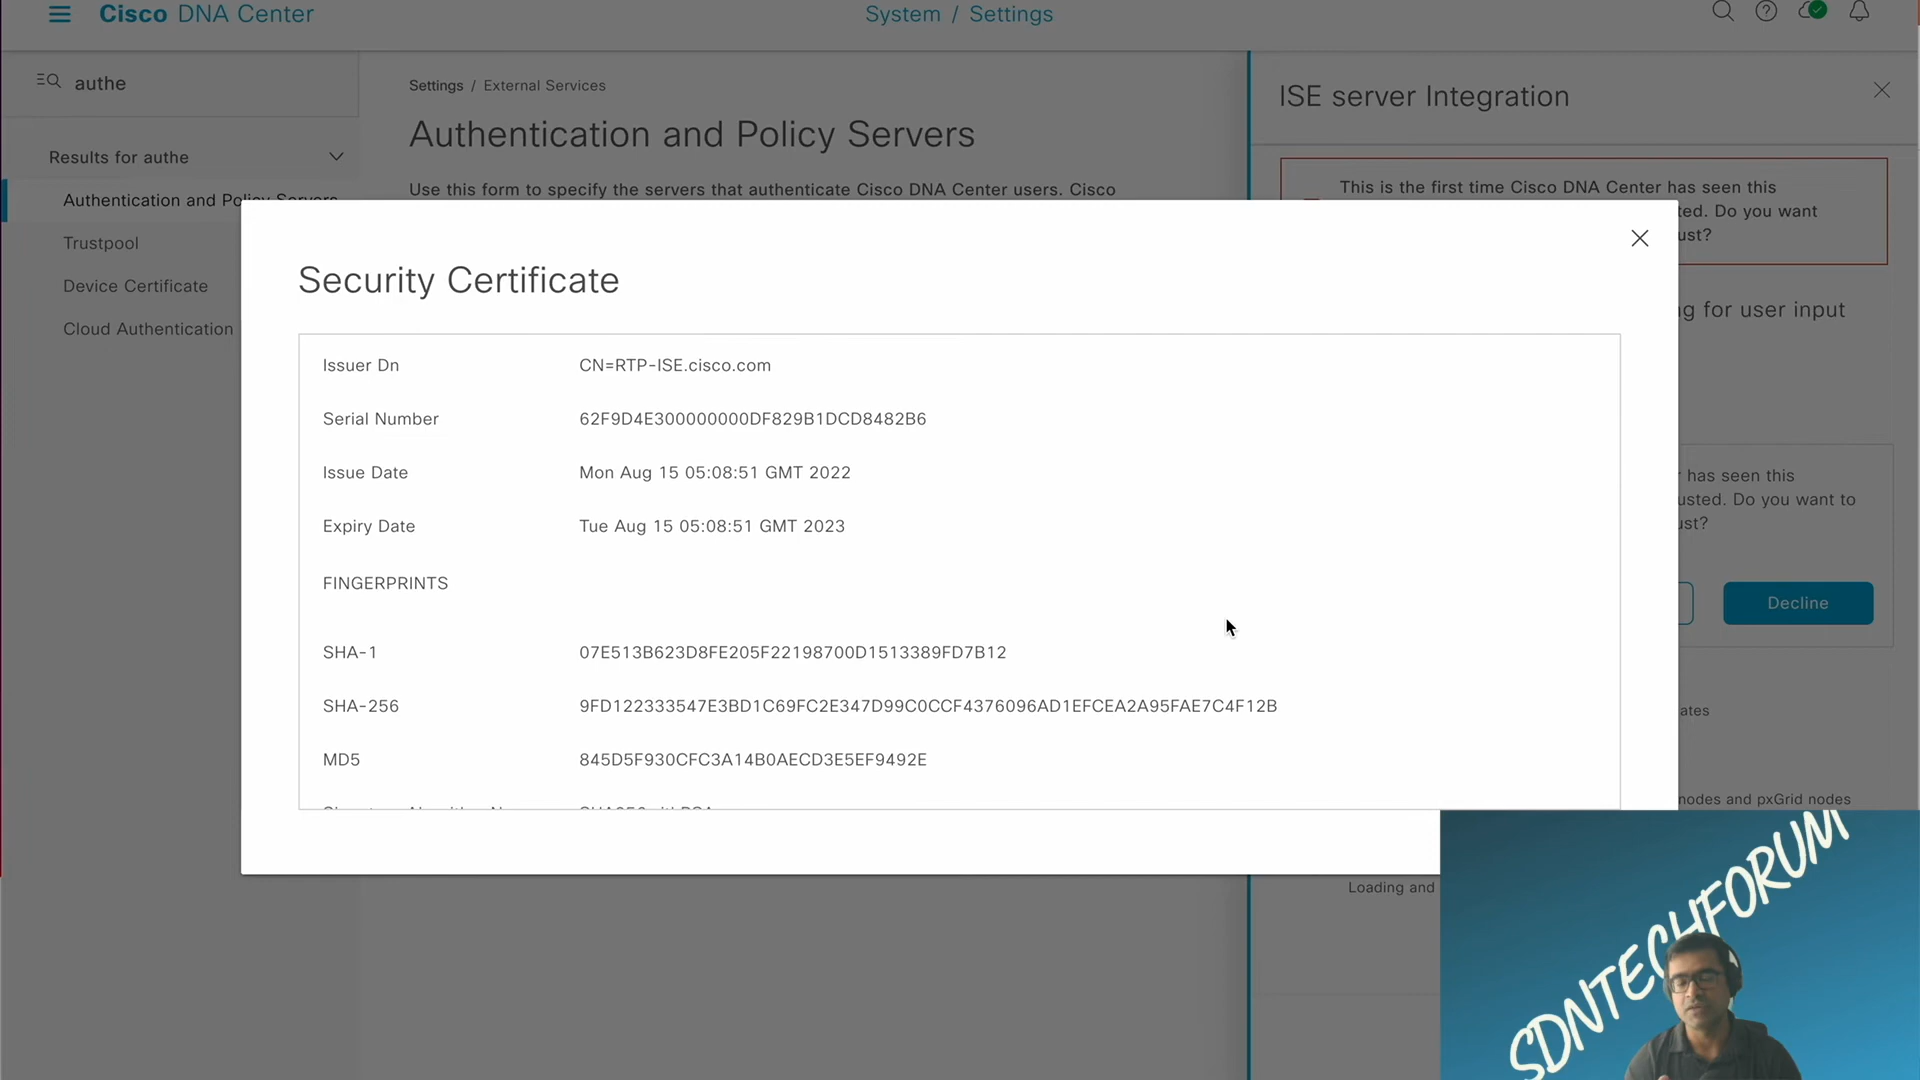 Cisco DNA Center
System / Settings
authe
Results for authe
Authentication and Policy Servers
Trustpool
Device Certificate
Cloud Authentication
Settings / External Services
Authentication and Policy Servers
Use this form to specify the servers that authenticate Cisco DNA Center users. Cisco
ISE server Integration
This is the first time Cisco DNA Center has seen this
ted. Do you want
ust?
g for user input
has seen this
usted. Do you want to
ust?
Decline
ates
nodes and pxGrid nodes
Loading and
Security Certificate
Issuer Dn CN=RTP-ISE.cisco.com
Serial Number 62F9D4E300000000DF829B1DCD8482B6
Issue Date Mon Aug 15 05:08:51 GMT 2022
Expiry Date Tue Aug 15 05:08:51 GMT 2023
FINGERPRINTS
SHA-1 07E513B623D8FE205F22198700D1513389FD7B12
SHA-256 9FD122333547E3BD1C69FC2E347D99C0CCF4376096AD1EFCEA2A95FAE7C4F12B
MD5 845D5F930CFC3A14B0AECD3E5EF9492E
SDNTECHFORUM